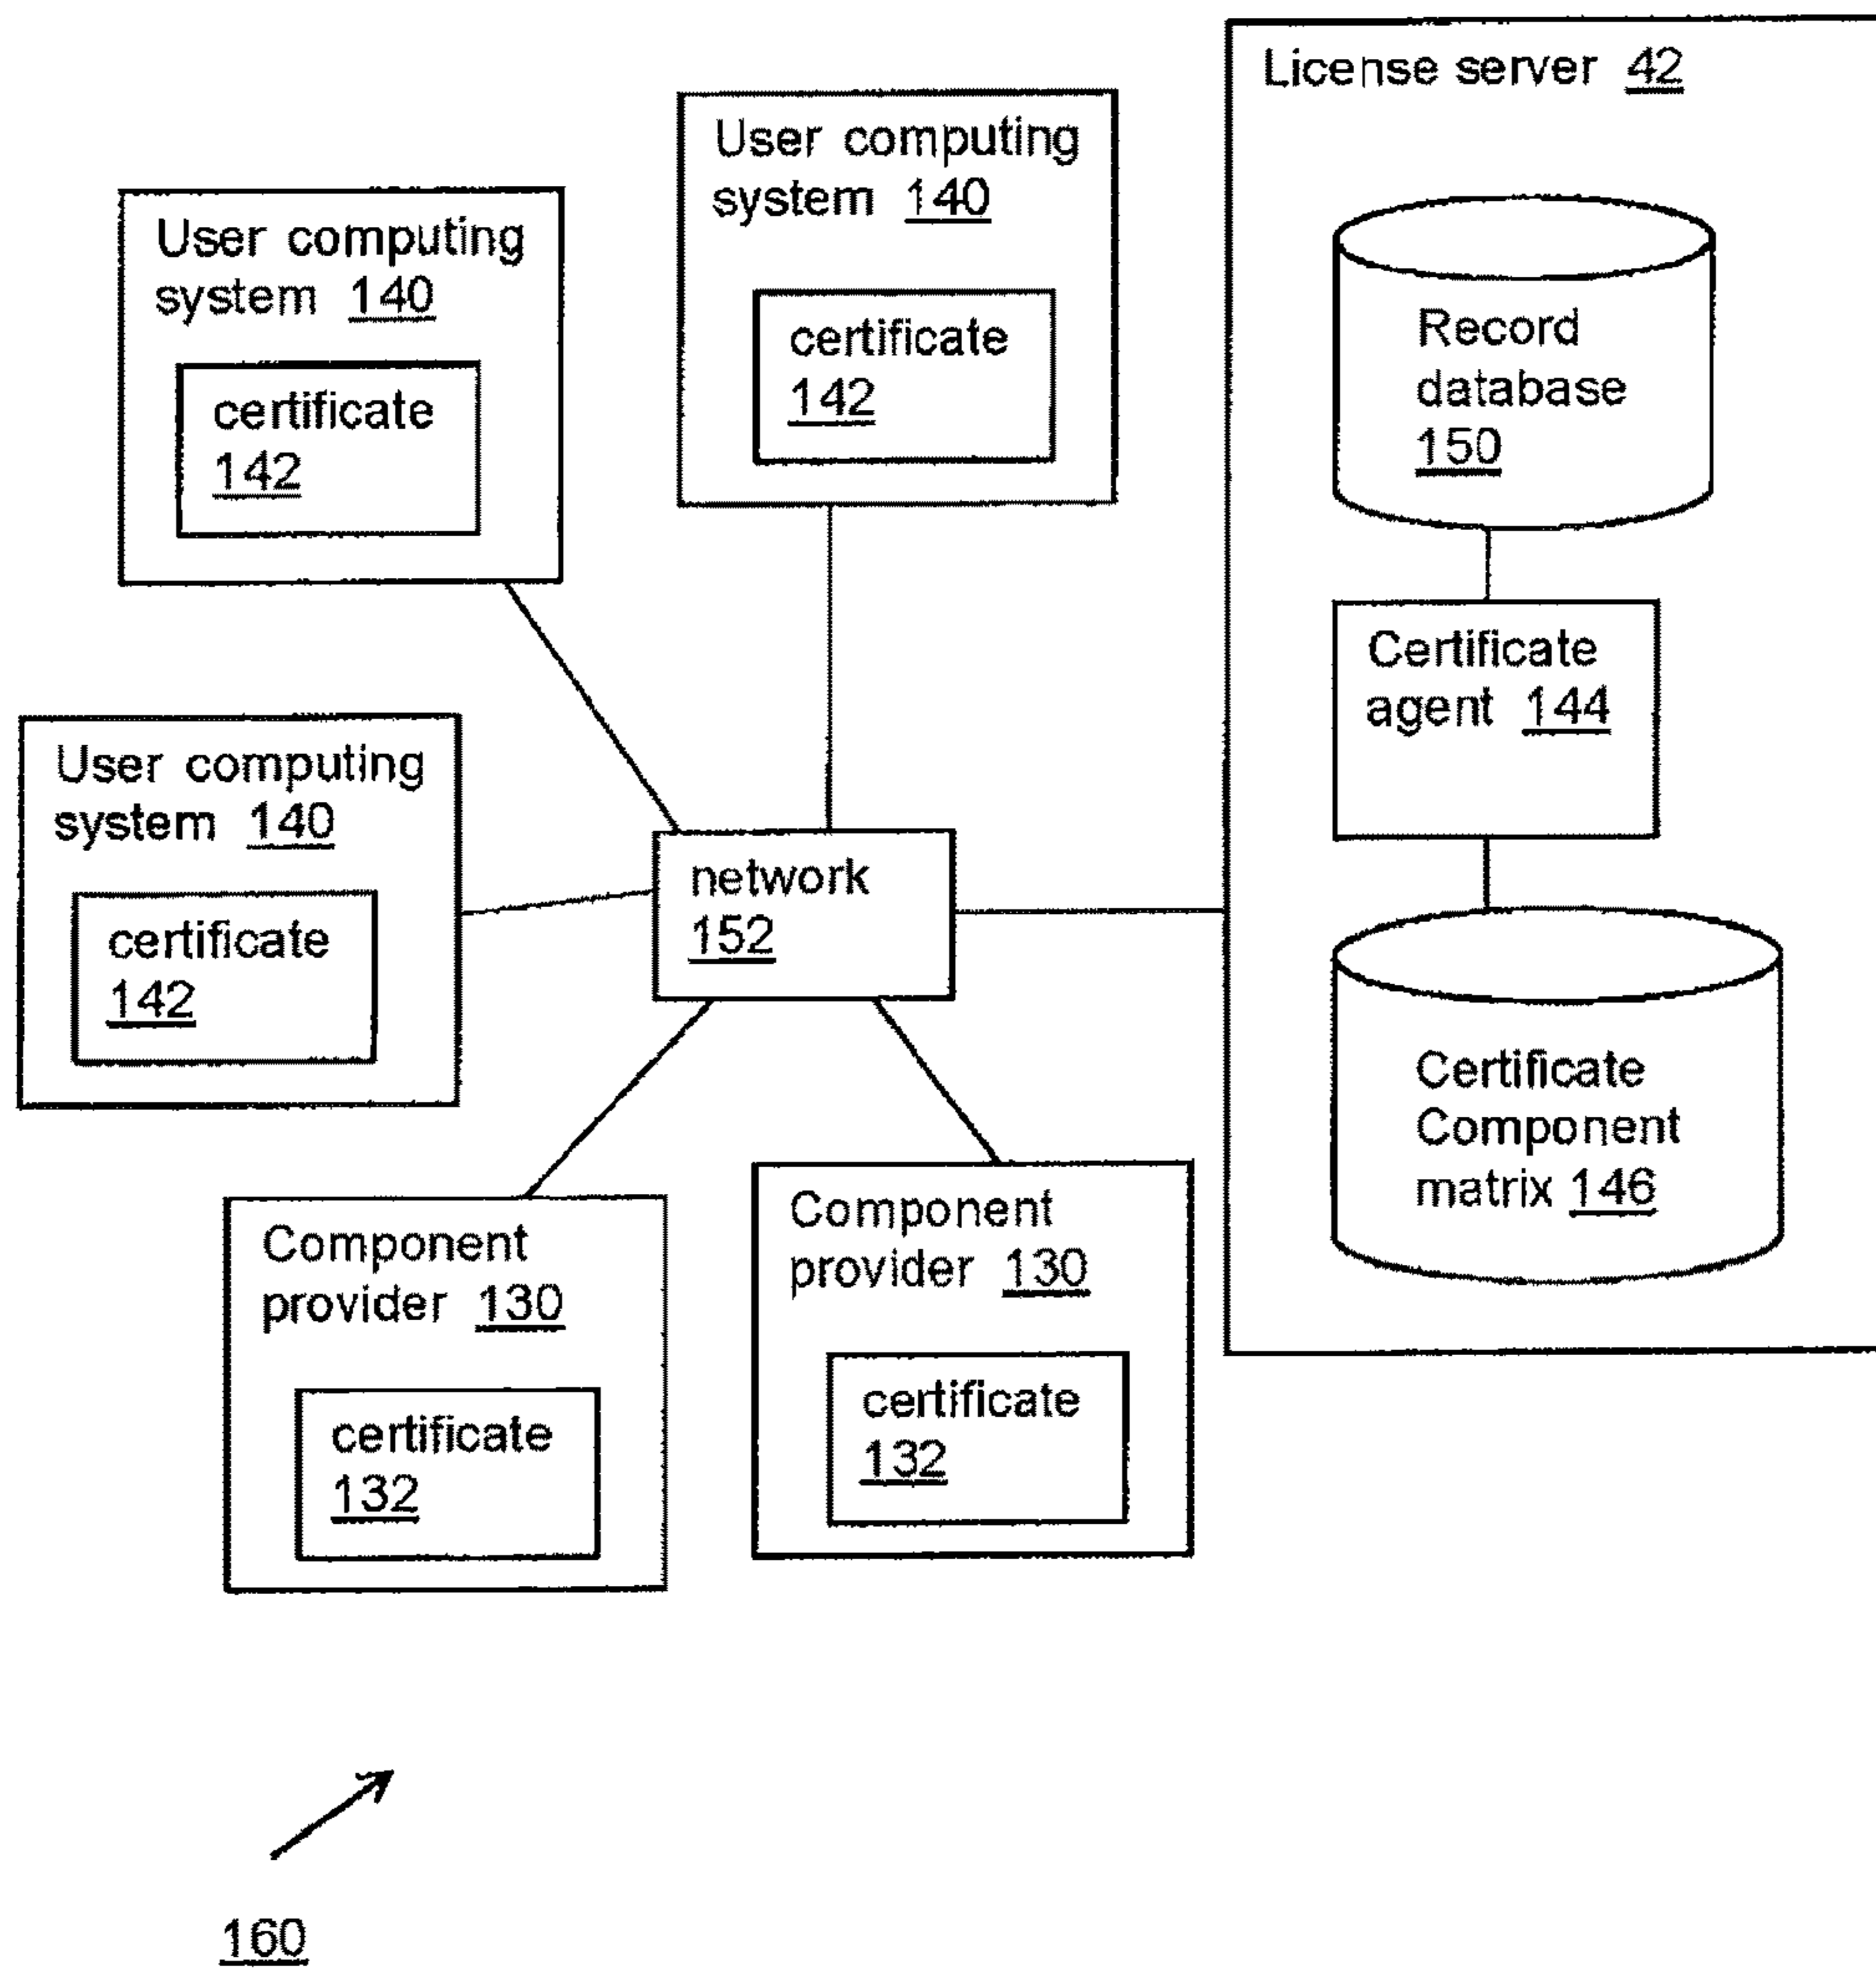 License server 42
User computing
system 140
certificate
142
User computing
system 140
certificate
142
Record
database
150
Certificate
agent 144
User computing
system 140
certificate
142
network
152
Certificate
Component
matrix 146
Component
provider 130
certificate
132
Component
provider 130
certificate
132
160